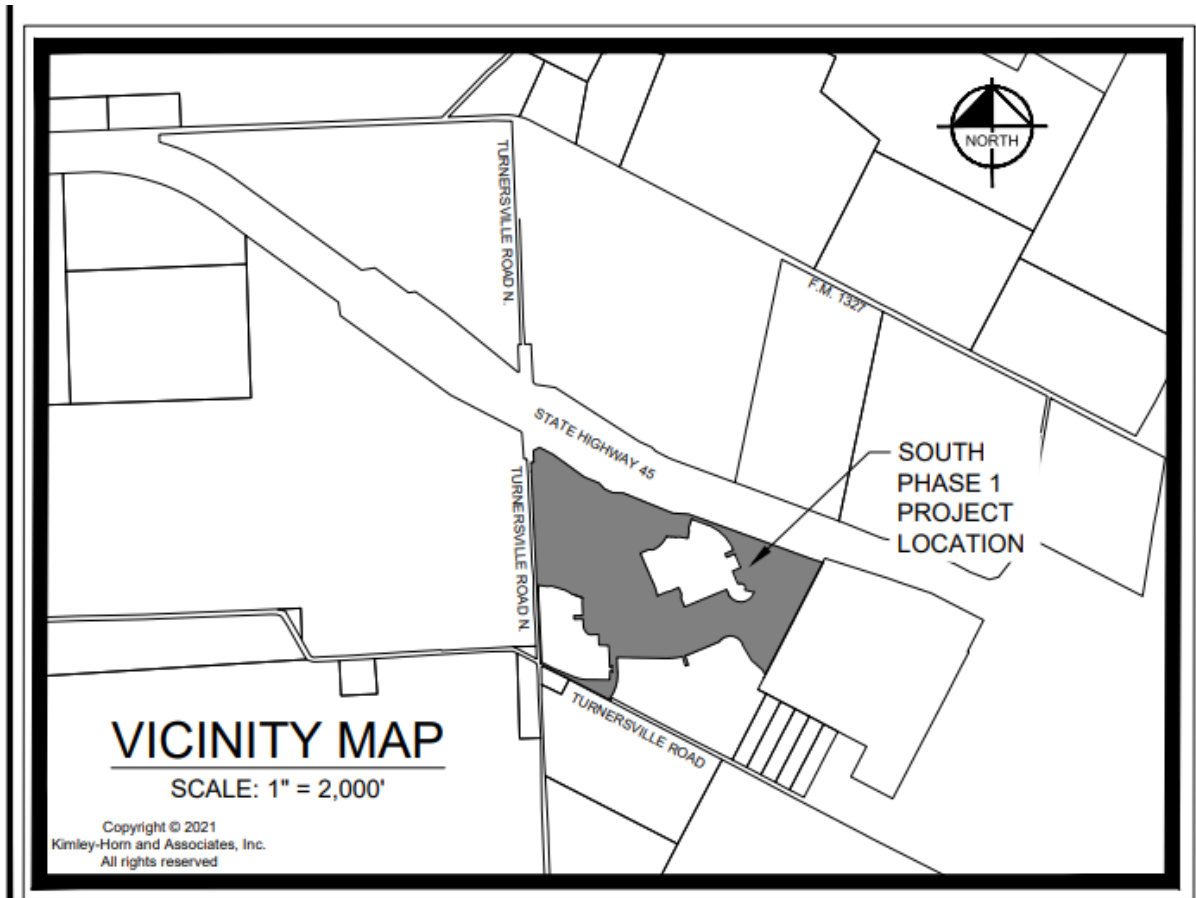 NORTH
TURNERSVILLE ROAD N.
F.M. 1327
STATE HIGHWAY 45
SOUTH
PHASE 1
PROJECT
LOCATION
TURNERSVILLE ROAD N.
TURNERSVILLE ROAD
VICINITY MAP
SCALE: 1" = 2,000'
Copyright © 2021
Kimley-Horn and Associates, Inc.
All rights reserved